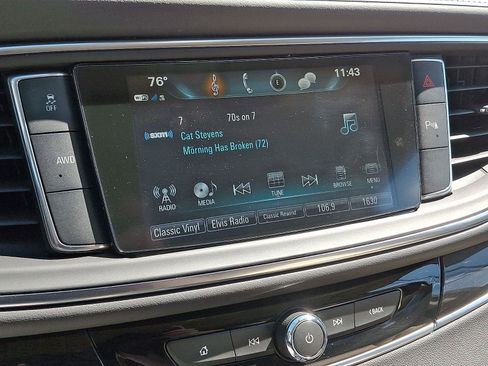 76°
11:43
E
OFF
7 70s on 7
((SXM))
Cat Stevens
Morning Has Broken (72)
AWD
P
RADIO
MEDIA
TUNE
BROWSE
MENU
Classic Vinyl
Elvis Radio
Classic Rewind
106.9
1630
<BACK